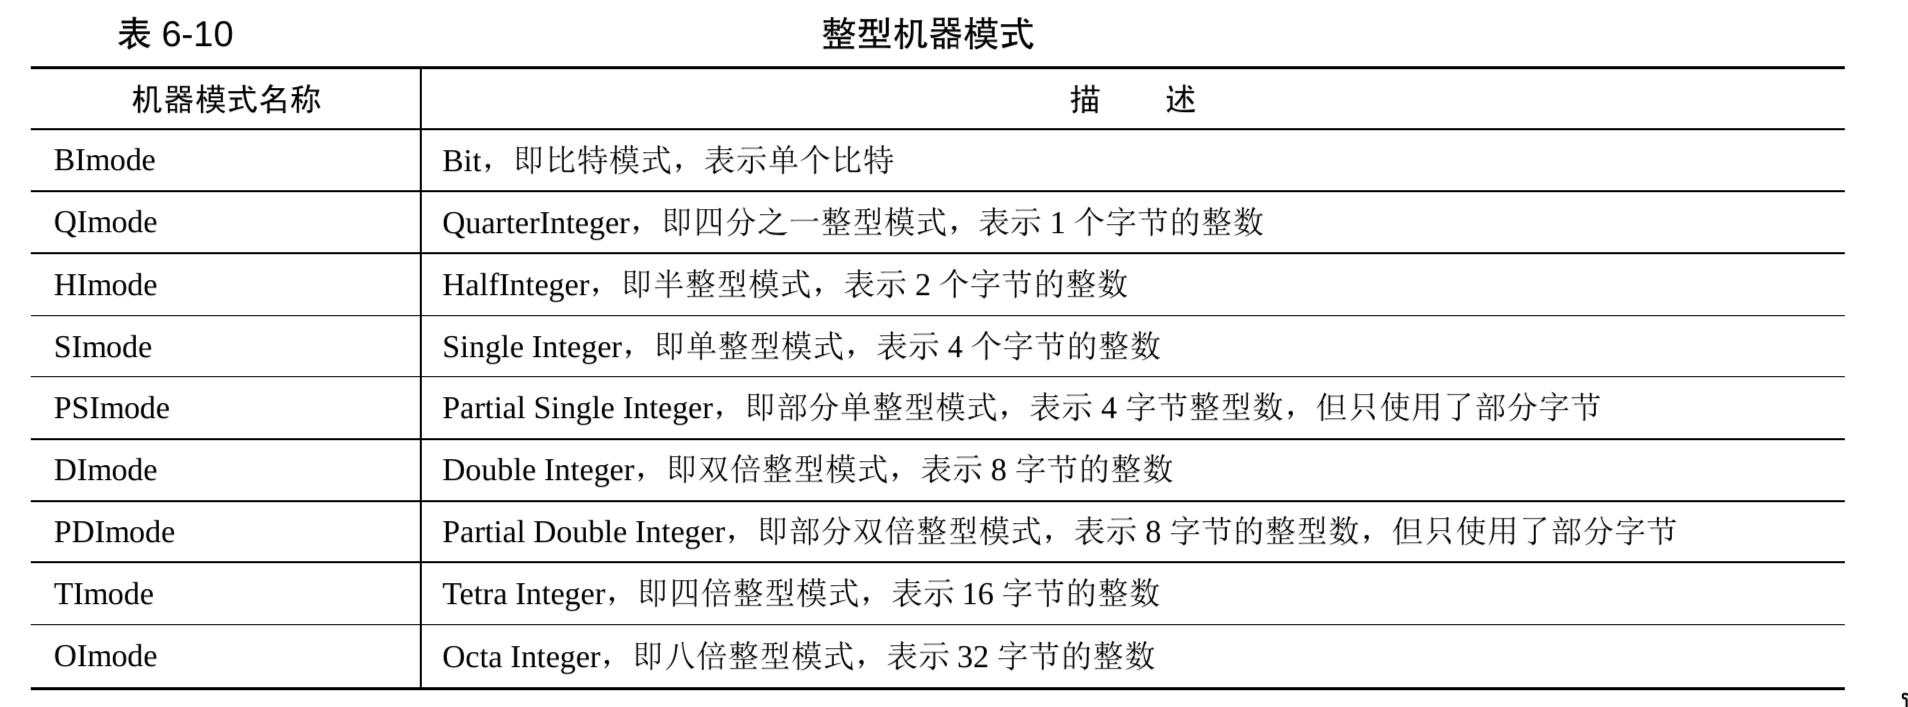 表 6-10 整型机器模式
机器模式名称 描 述
BImode Bit，即比特模式，表示单个比特
QImode QuarterInteger，即四分之一整型模式，表示 1 个字节的整数
HImode HalfInteger，即半整型模式，表示 2 个字节的整数
SImode Single Integer，即单整型模式，表示 4 个字节的整数
PSImode Partial Single Integer，即部分单整型模式，表示 4 字节整型数，但只使用了部分字节
DImode Double Integer，即双倍整型模式，表示 8 字节的整数
PDImode Partial Double Integer，即部分双倍整型模式，表示 8 字节的整型数，但只使用了部分字节
TImode Tetra Integer，即四倍整型模式，表示 16 字节的整数
OImode Octa Integer，即八倍整型模式，表示 32 字节的整数